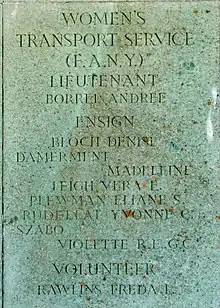 WOMEN'S
TRANSPORT SERVICE
(F.A.N.Y.)
LIEUTENANT
BORREL ANDREE
ENSIGN
BLOCH DENISE
DAMERMENT
MADELEINE
LEIGH VERA E.
PLEWMAN ELIANE S.
RUDELLAT YVONNE C.
SZABO
VIOLETTE R.E. G.C.
VOLUNTEER
RAWLINS FREDA L.